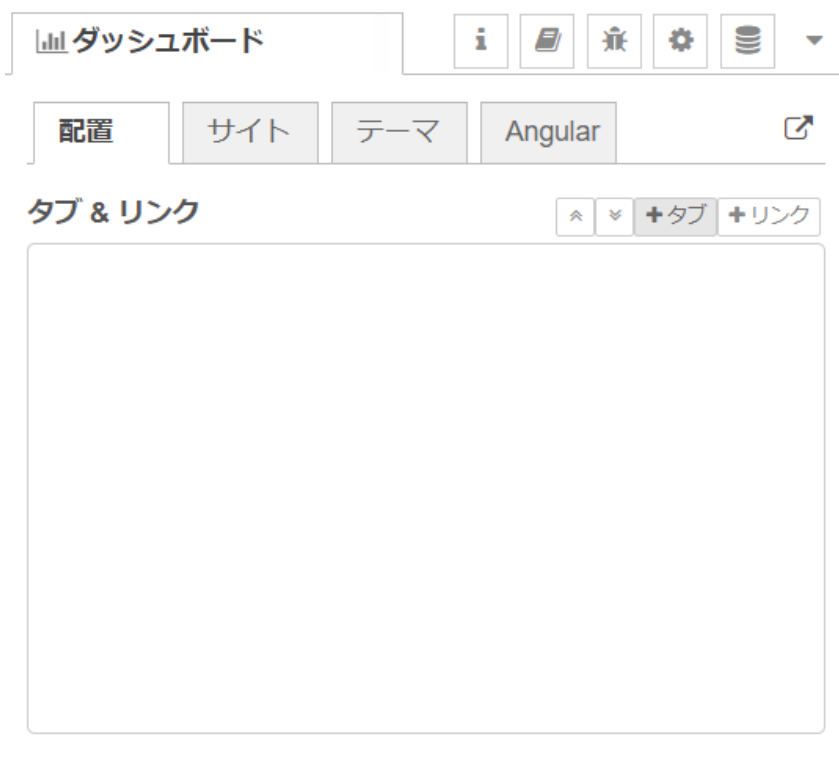 ダッシュボード
配置 サイト テーマ Angular
タブ & リンク +タブ +リンク